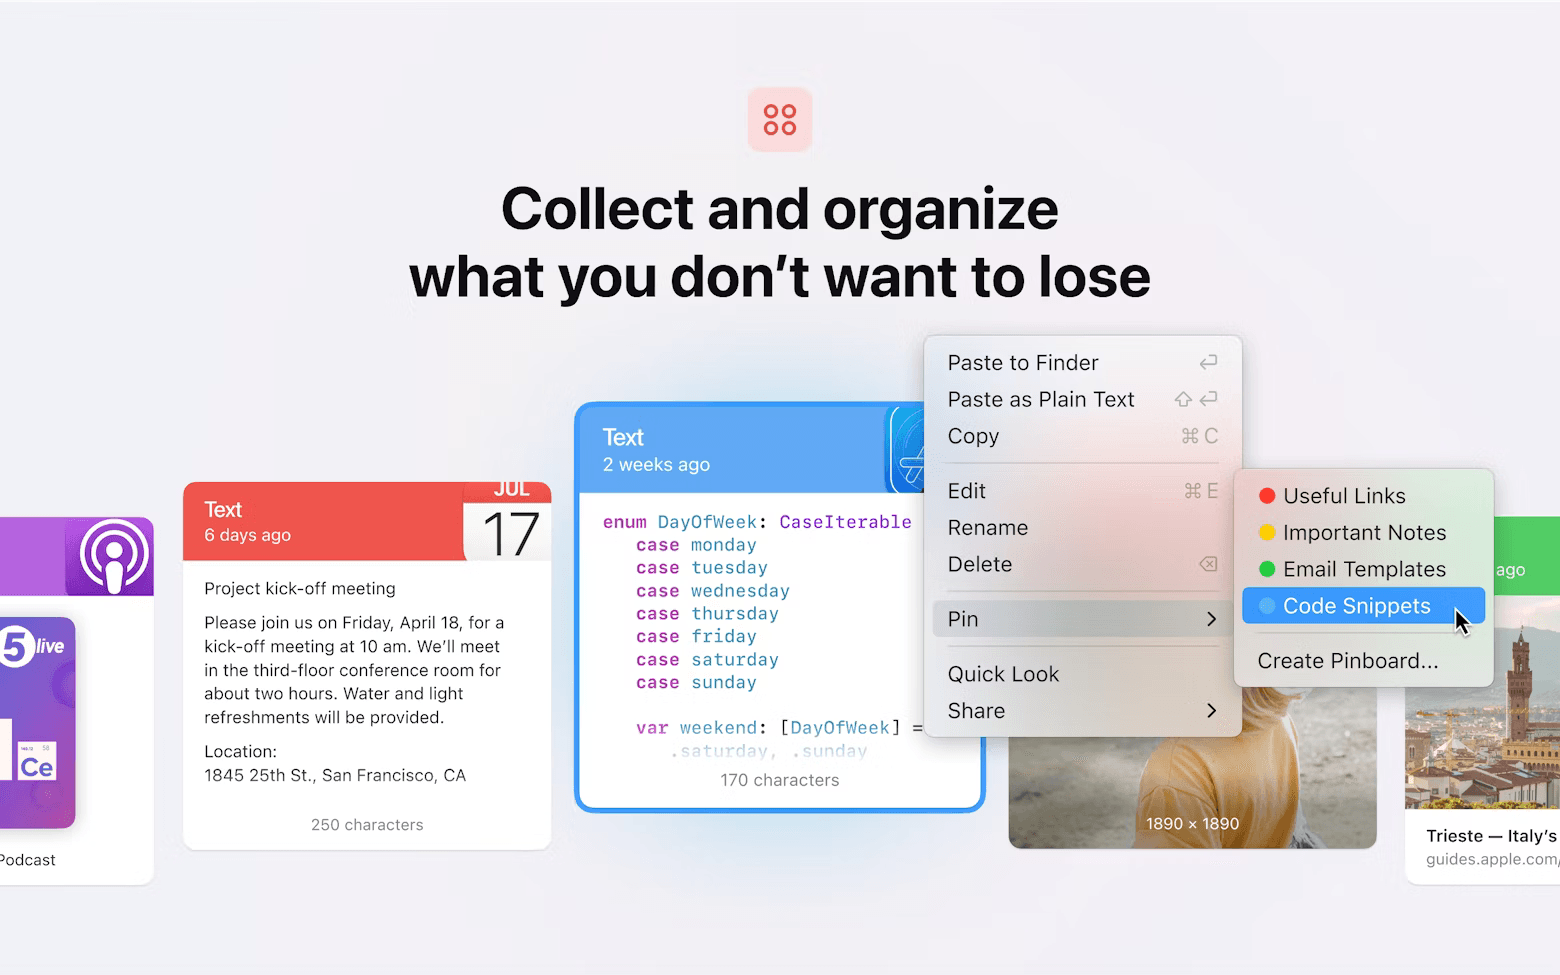 Collect and organize
what you don’t want to lose
5 live
Ce
Podcast
Text
6 days ago
JUL
17
Project kick-off meeting
Please join us on Friday, April 18, for a
kick-off meeting at 10 am. We’ll meet
in the third-floor conference room for
about two hours. Water and light
refreshments will be provided.
Location:
1845 25th St., San Francisco, CA
250 characters
Text
2 weeks ago
enum DayOfWeek: CaseIterable
case monday
case tuesday
case wednesday
case thursday
case friday
case saturday
case sunday
var weekend: [DayOfWeek] =
.saturday, .sunday
170 characters
Paste to Finder ↩
Paste as Plain Text ⇧ ↩
Copy ⌘ C
Edit ⌘ E
Rename
Delete ⌫
Pin >
Quick Look
Share >
Useful Links
Important Notes
Email Templates
Code Snippets
Create Pinboard...
1890 × 1890
ago
Trieste — Italy’s
guides.apple.com/